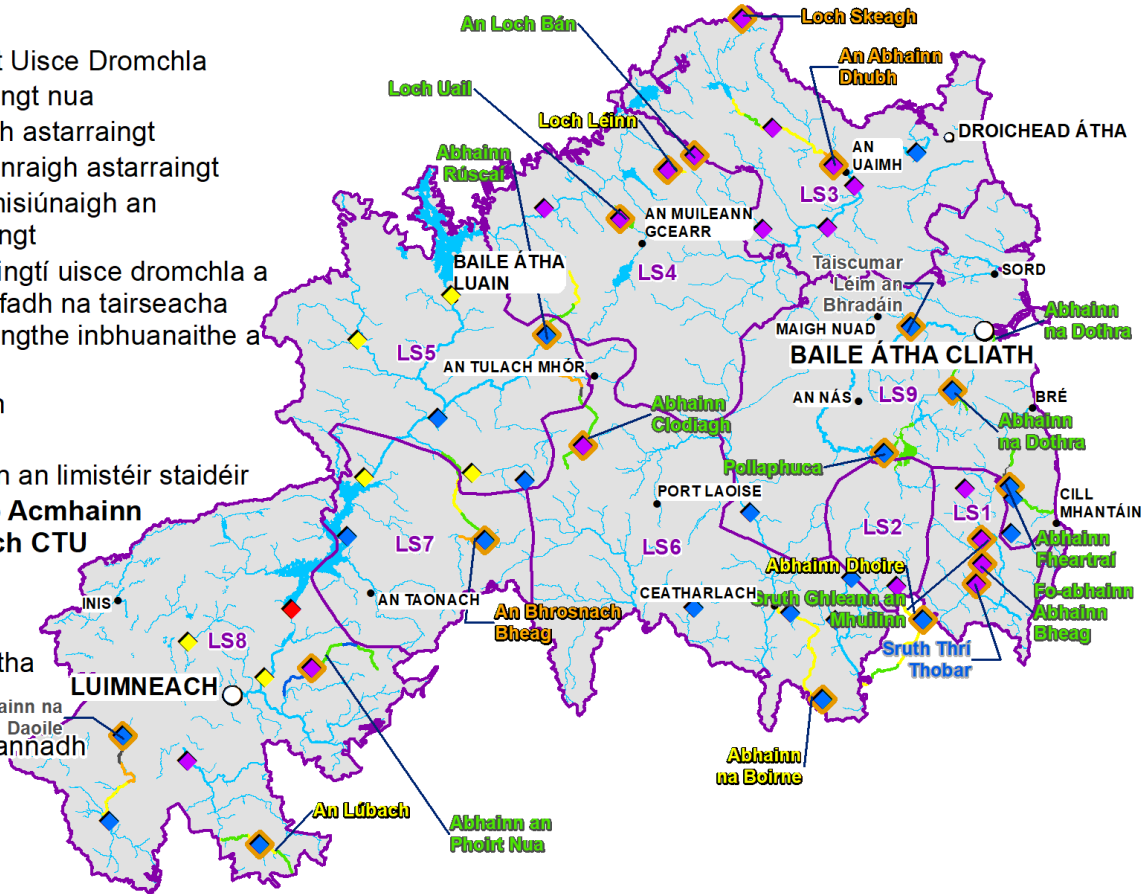 t Uisce Dromchla
ngt nua
h astarraingt
nraigh astarraingt
nisiúnaigh an
ngt
ingtí uisce dromchla a
fadh na tairseacha
ngthe inbhuanaithe a
n
n an limistéir staidéir
Acmhainn
ch CTU
tha
annadh
Loch Skeagh
An Loch Bán
An Abhainn
Dhubh
Loch Uail
Loch Léinn
DROICHEAD ÁTHA
AN
UAIMH
Abhainn
Rúscaí
LS3
AN MUILEANN
GCEARR
BAILE ÁTHA
LUAIN
LS4
Taiscumar
Léim an
Bhradáin
SORD
MAIGH NUAD
Abhainn
na Dothra
BAILE ÁTHA CLIATH
LS5
AN TULACH MHÓR
AN NÁS
LS9
BRÉ
Abhainn
Clodiagh
Abhainn
na Dothra
Pollaphuca
PORT LAOISE
LS1
CILL
MHANTÁIN
LS2
LS7
LS6
Abhainn
Fheartraí
Abhainn Dhoire
CEATHARLACH
Sruth Ghleann an
Mhuilinn
Fo-abhainn
Abhainn
Bheag
INIS
AN TAONACH
An Bhrosnach
Bheag
LS8
Sruth Thrí
Thobar
LUIMNEACH
ainn na
Daoile
Abhainn
na Boirne
An Lúbach
Abhainn an
Phoirt Nua